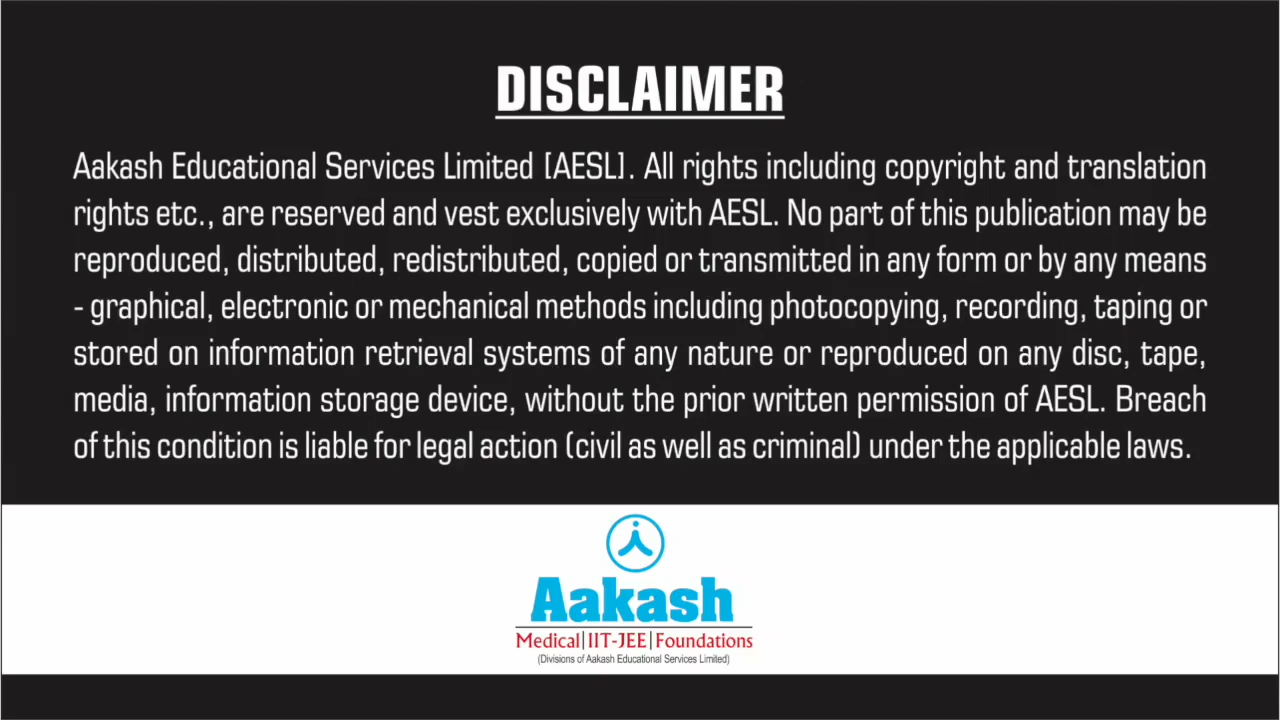 DISCLAIMER
Aakash Educational Services Limited [AESL]. All rights including copyright and translation
rights etc., are reserved and vest exclusively with AESL. No part of this publication may be
reproduced, distributed, redistributed, copied or transmitted in any form or by any means
- graphical, electronic or mechanical methods including photocopying, recording, taping or
stored on information retrieval systems of any nature or reproduced on any disc, tape,
media, information storage device, without the prior written permission of AESL. Breach
of this condition is liable for legal action (civil as well as criminal) under the applicable laws.
Aakash
Medical|IIT-JEE|Foundations
(Divisions of Aakash Educational Services Limited)